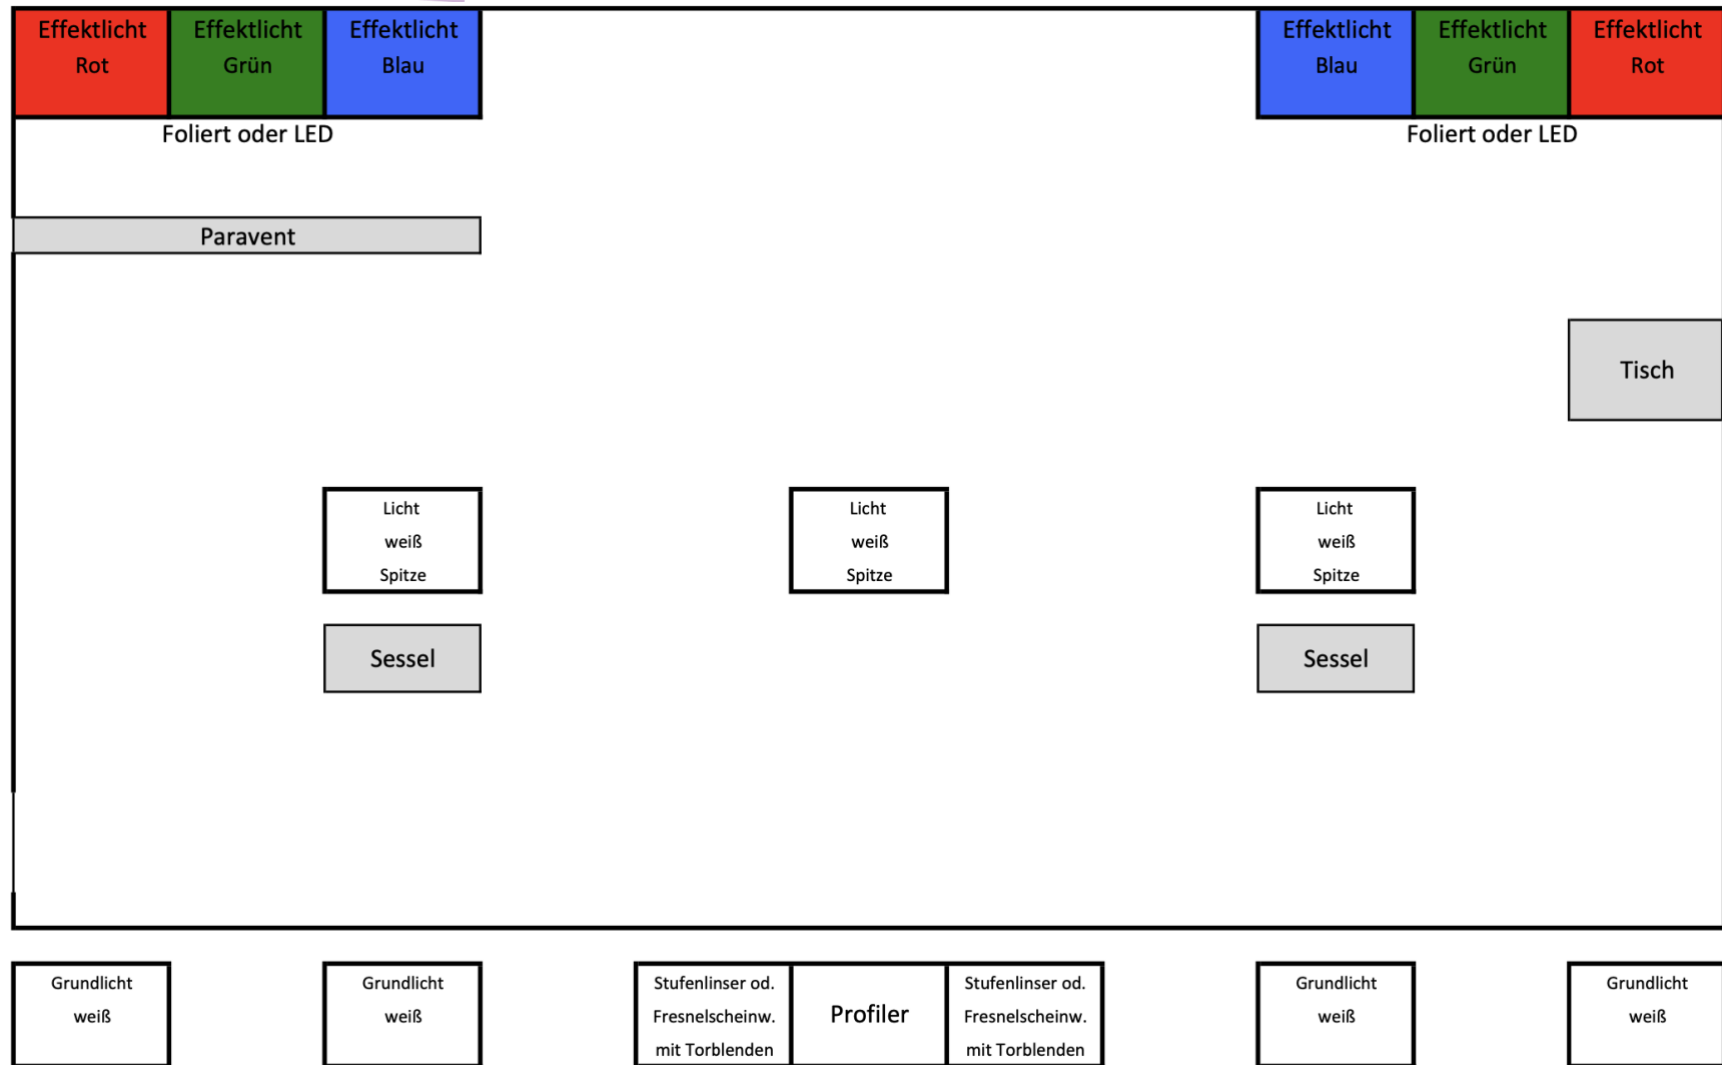 Effektlicht
Rot
Effektlicht
Grün
Effektlicht
Blau
Effektlicht
Blau
Effektlicht
Grün
Effektlicht
Rot
Foliert oder LED
Foliert oder LED
Paravent
Tisch
Licht
weiß
Spitze
Licht
weiß
Spitze
Licht
weiß
Spitze
Sessel
Sessel
Grundlicht
weiß
Grundlicht
weiß
Stufenlinser od.
Fresnelscheinw.
mit Torblenden
Profiler
Stufenlinser od.
Fresnelscheinw.
mit Torblenden
Grundlicht
weiß
Grundlicht
weiß